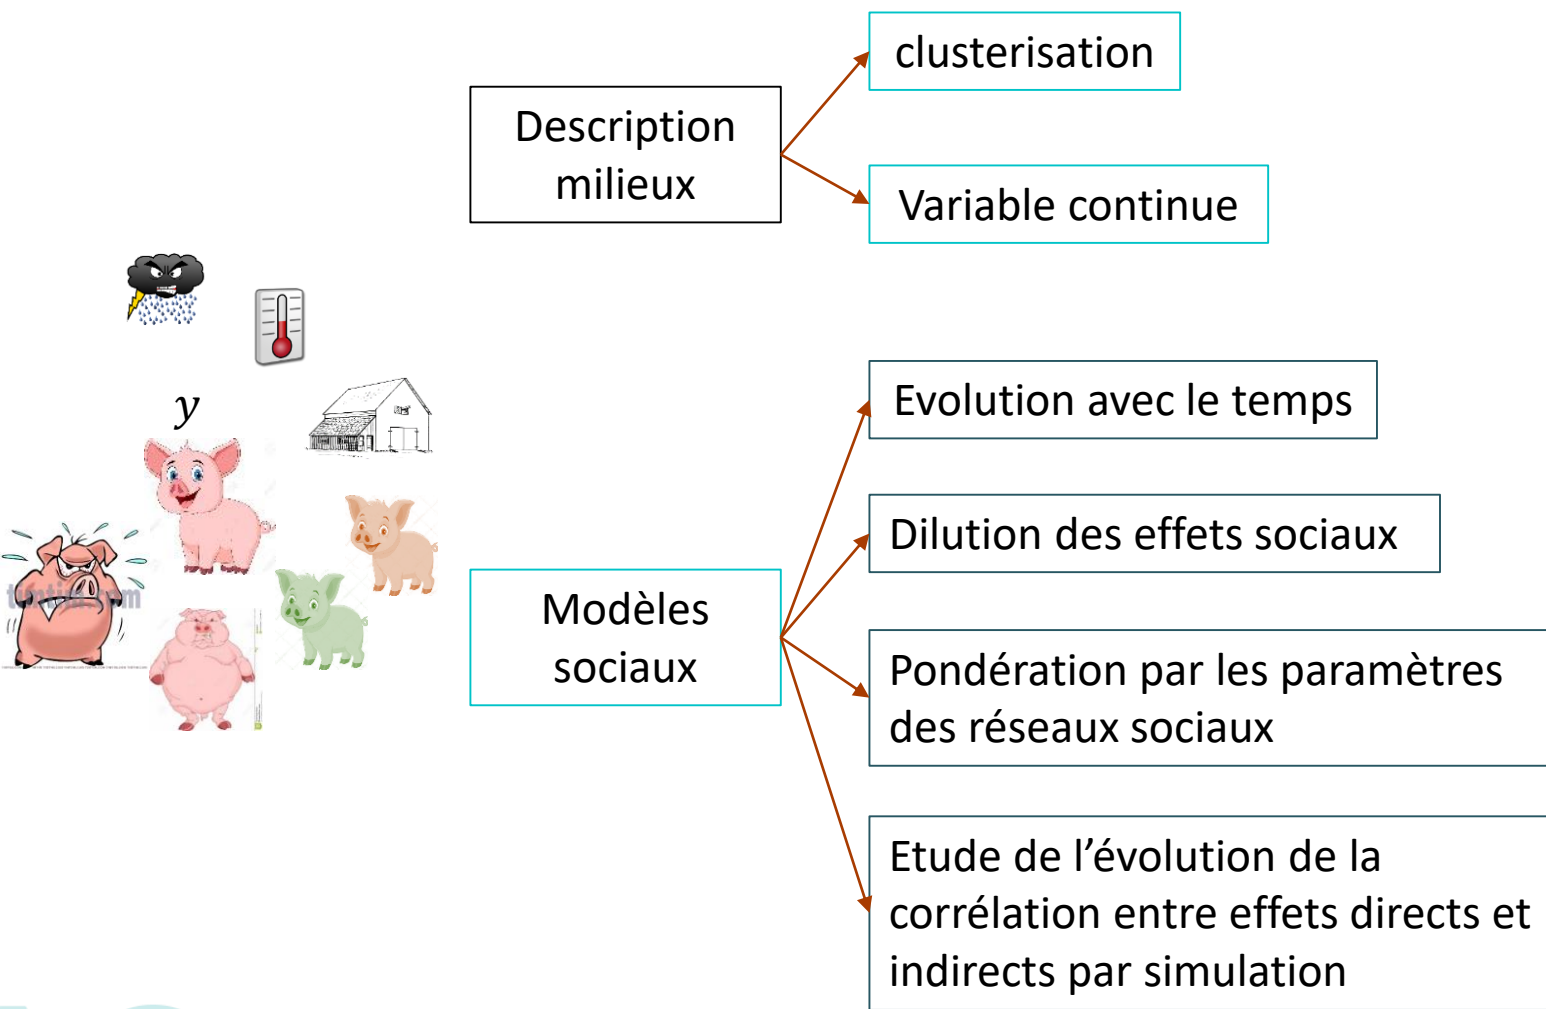 clusterisation
Description
milieux
Variable continue
y
Evolution avec le temps
Dilution des effets sociaux
Modèles
sociaux
Pondération par les paramètres
des réseaux sociaux
Etude de l’évolution de la
corrélation entre effets directs et
indirects par simulation